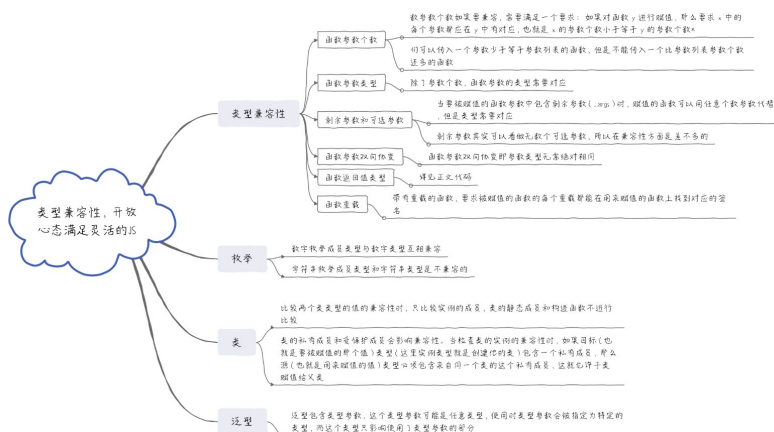 类型兼容性，开放
心态满足灵活的JS
类型兼容性
函数参数个数
数参数个数如果要兼容，需要满足一个要求：如果对函数 y 进行赋值，那么要求 x 中的
每个参数都应在 y 中有对应，也就是 x 的参数个数小于等于 y 的参数个数×
们可以传入一个参数少于等于参数列表的函数，但是不能传入一个比参数列表参数个数
还多的函数
函数参数类型
除了参数个数，函数参数的类型需要对应
剩余参数和可选参数
当要被赋值的函数参数中包含剩余参数(...args)时，赋值的函数可以用任意个数参数代替
，但是类型需要对应
剩余参数其实可以看做无数个可选参数，所以在兼容性方面是差不多的
函数参数双向协变
函数参数双向协变即参数类型无需绝对相同
函数返回值类型
详见正文代码
函数重载
带有重载的函数，要求被赋值的函数的每个重载都能在用来赋值的函数上找到对应的签
名
枚举
数字枚举成员类型与数字类型互相兼容
字符串枚举成员类型和字符串类型是不兼容的
类
比较两个类类型的值的兼容性时，只比较实例的成员，类的静态成员和构造函数不进行
比较
类的私有成员和受保护成员会影响兼容性。当检查类的实例的兼容性时，如果目标(也
就是要被赋值的那个值)类型(这里实例类型就是创建它的类)包含一个私有成员，那么
源(也就是用来赋值的值)类型必须包含来自同一个类的这个私有成员，这就允许子类
赋值给父类
泛型
泛型包含类型参数，这个类型参数可能是任意类型，使用时类型参数会被指定为特定的
类型，而这个类型只影响使用了类型参数的部分